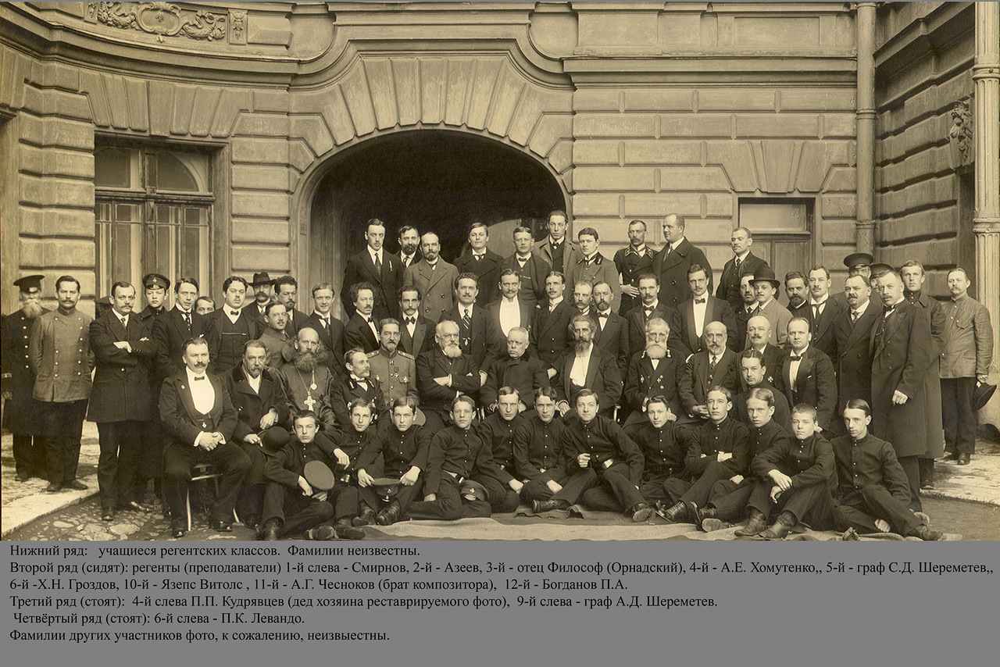 Нижний ряд: учащиеся регентских классов. Фамилии неизвестны.
Второй ряд (сидят): регенты (преподаватели) 1-й слева - Смирнов, 2-й - Азеев, 3-й - отец Философ (Орнадский), 4-й - А.Е. Хомутенко,, 5-й - граф С.Д. Шереметев,,
6-й -Х.Н. Гроздов, 10-й - Язепс Витолс , 11-й - А.Г. Чесноков (брат композитора), 12-й - Богданов П.А.
Третий ряд (стоят): 4-й слева П.П. Кудрявцев (дед хозяина реставрируемого фото), 9-й слева - граф А.Д. Шереметев.
Четвёртый ряд (стоят): 6-й слева - П.К. Левандо.
Фамилии других участников фото, к сожалению, неизвыестны.